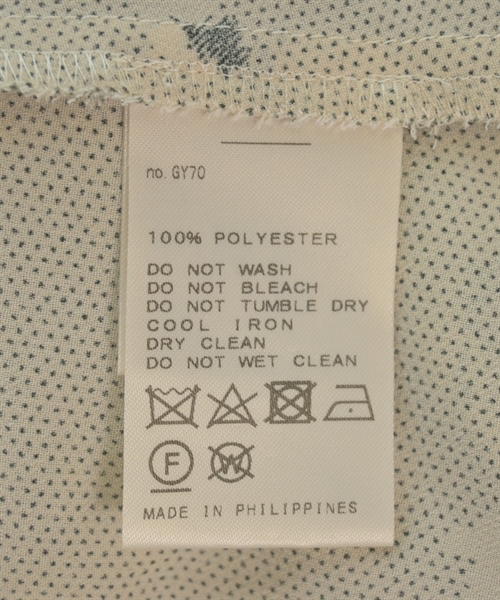 no. GY70
100% POLYESTER
DO NOT WASH
DO NOT BLEACH
DO NOT TUMBLE DRY
COOL IRON
DRY CLEAN
DO NOT WET CLEAN
F W
MADE IN PHILIPPINES